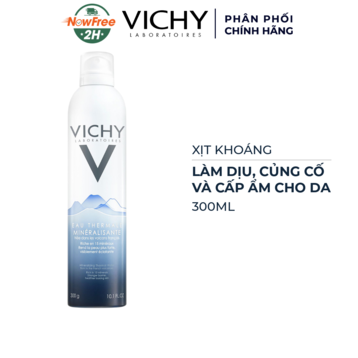 NowFree
2H
VICHY
LABORATOIRES
PHÂN PHỐI
CHÍNH HÃNG
VICHY
LABORATOIRES
V
EAU THERMALE
MINÉRALISANTE
300 g
XỊT KHOÁNG
LÀM DỊU, CỦNG CỐ
VÀ CẤP ẨM CHO DA
300ML